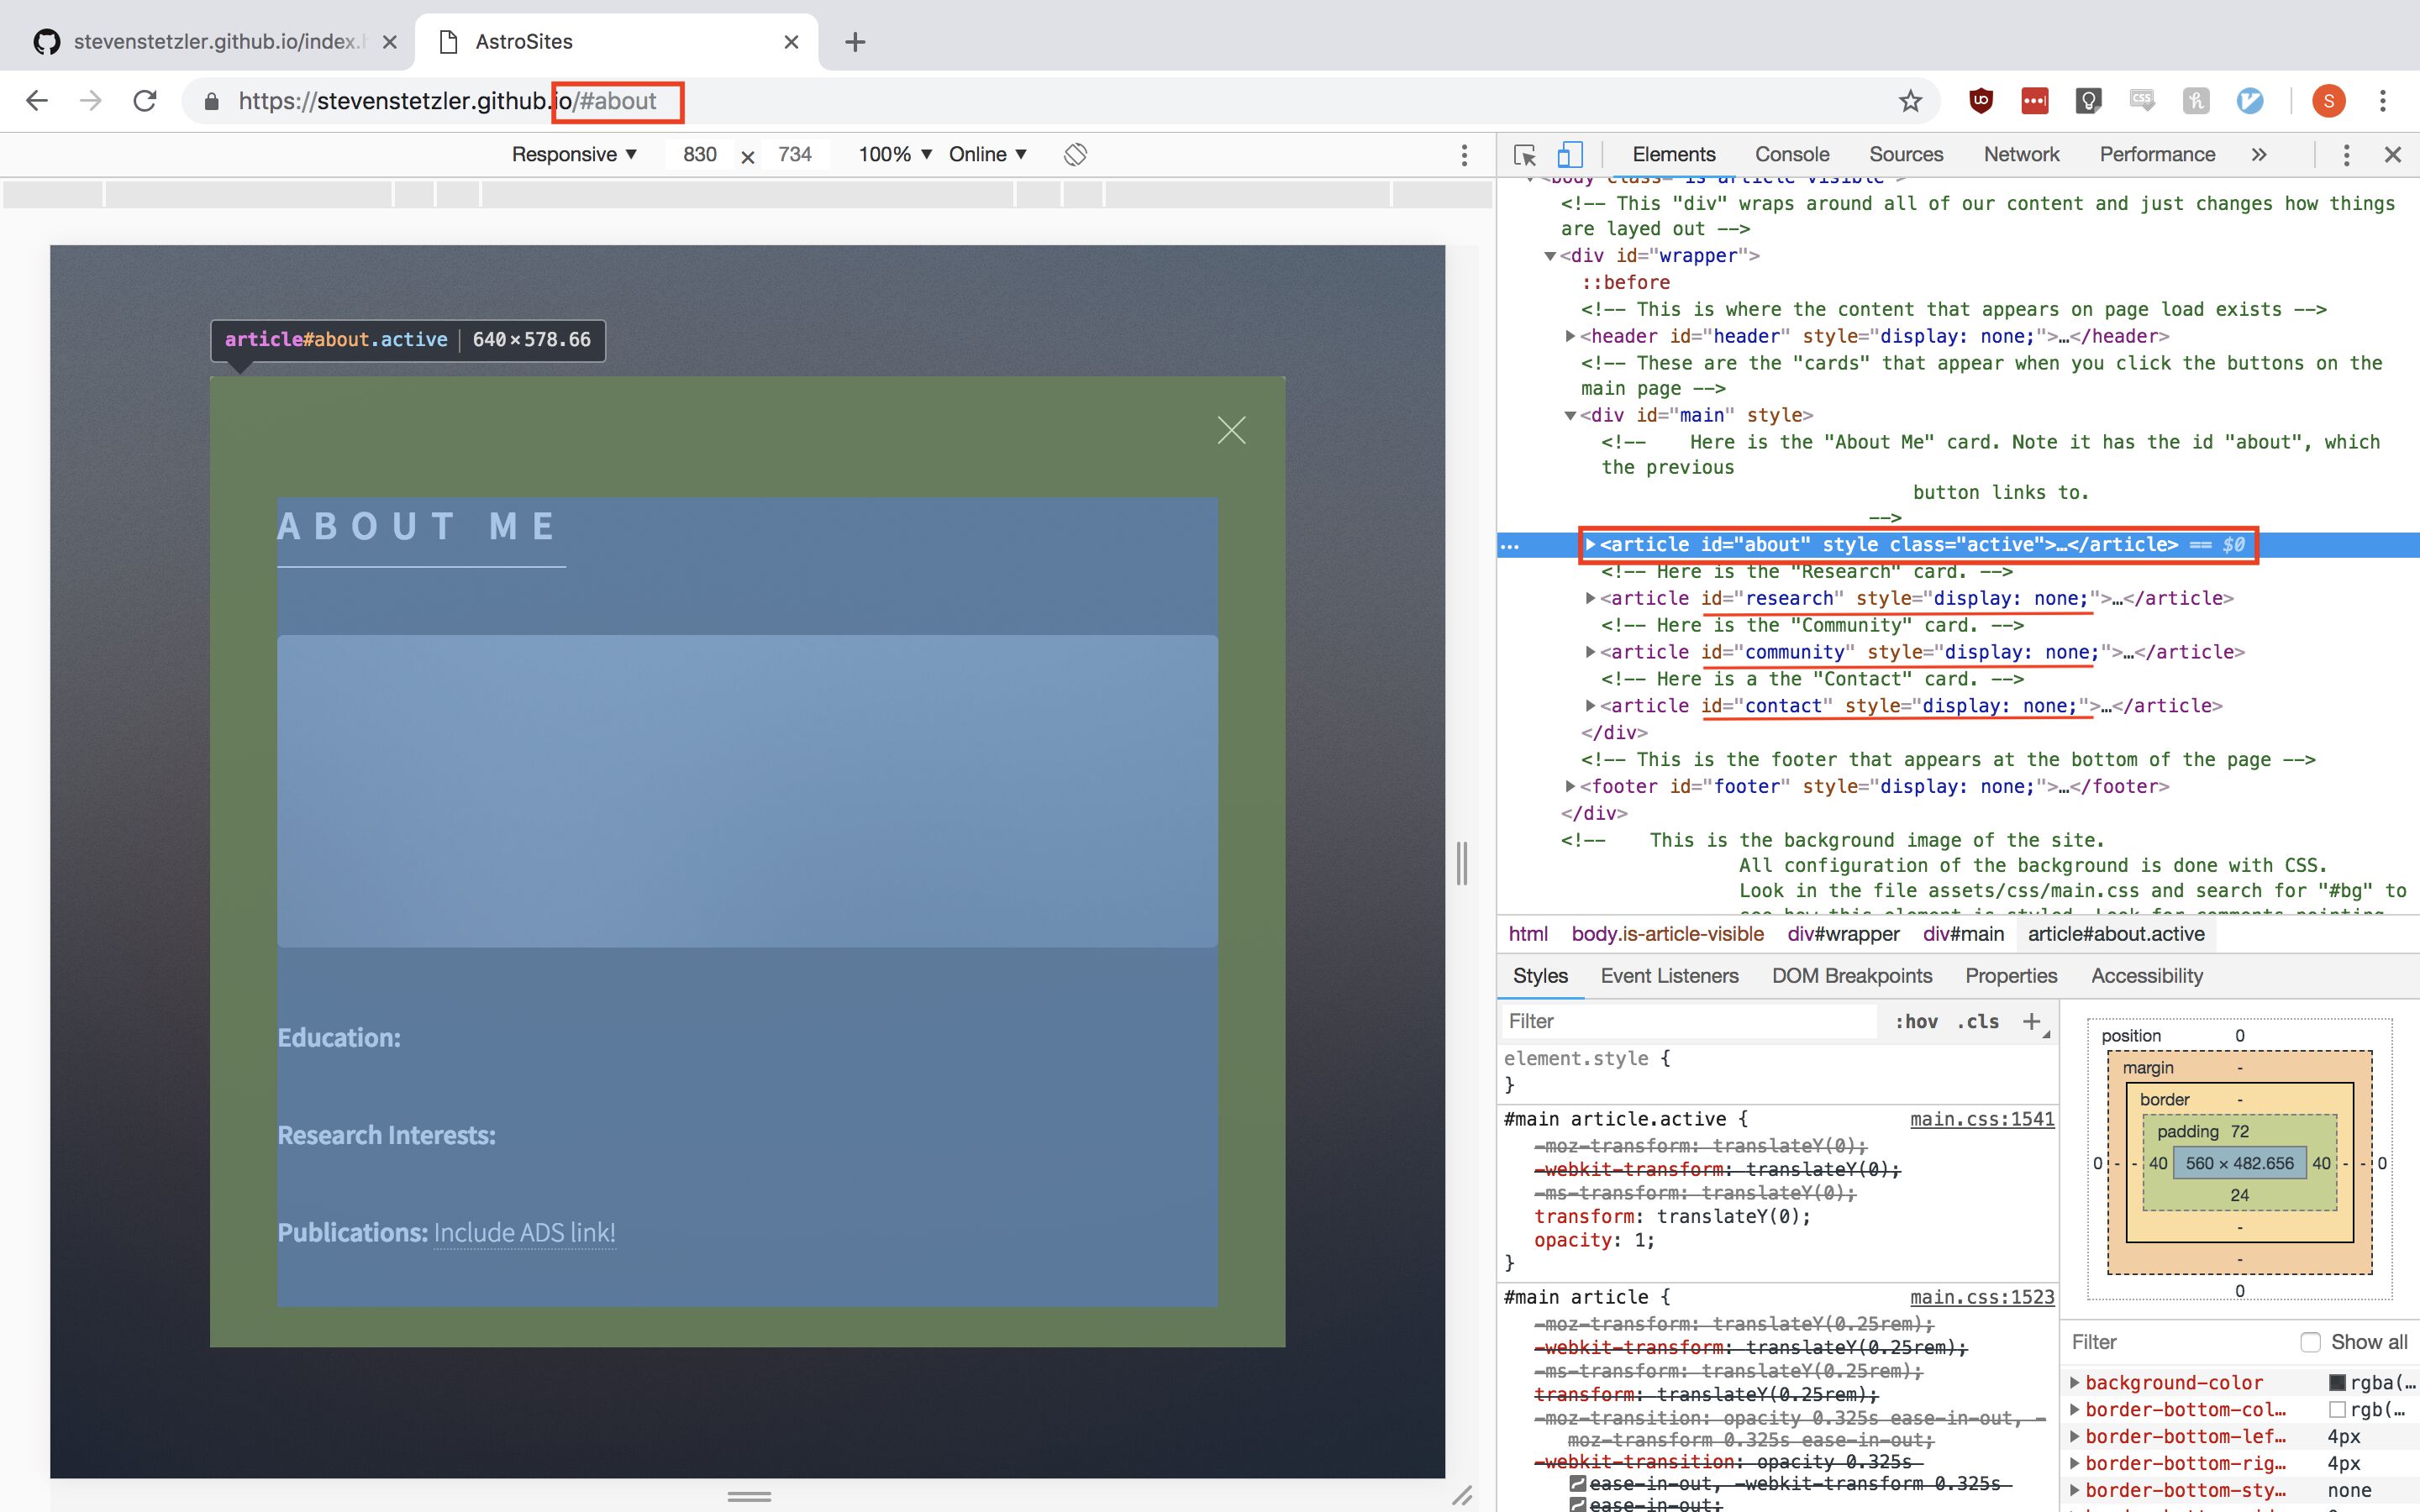 stevenstetzler.github.io/index.h
AstroSites
https://stevenstetzler.github.io/#about
Responsive ▼ 830 × 734 100% ▼ Online ▼
Elements Console Sources Network Performance »
<body class="is-article-visible">
<!-- This "div" wraps around all of our content and just changes how things
are layed out -->
▼<div id="wrapper">
::before
<!-- This is where the content that appears on page load exists -->
▶<header id="header" style="display: none;">…</header>
<!-- These are the "cards" that appear when you click the buttons on the
main page -->
▼<div id="main" style>
<!-- Here is the "About Me" card. Note it has the id "about", which
the previous
button links to.
-->
… ▶<article id="about" style class="active">…</article> == $0
<!-- Here is the "Research" card. -->
▶<article id="research" style="display: none;">…</article>
<!-- Here is the "Community" card. -->
▶<article id="community" style="display: none;">…</article>
<!-- Here is a the "Contact" card. -->
▶<article id="contact" style="display: none;">…</article>
</div>
<!-- This is the footer that appears at the bottom of the page -->
▶<footer id="footer" style="display: none;">…</footer>
</div>
<!-- This is the background image of the site.
All configuration of the background is done with CSS.
Look in the file assets/css/main.css and search for "#bg" to
see how this element is styled. Look for comments pointing
html body.is-article-visible div#wrapper div#main article#about.active
Styles Event Listeners DOM Breakpoints Properties Accessibility
Filter :hov .cls +
element.style {
}
#main article.active { main.css:1541
-moz-transform: translateY(0);
-webkit-transform: translateY(0);
-ms-transform: translateY(0);
transform: translateY(0);
opacity: 1;
}
#main article { main.css:1523
-moz-transform: translateY(0.25rem);
-webkit-transform: translateY(0.25rem);
-ms-transform: translateY(0.25rem);
transform: translateY(0.25rem);
-moz-transition: opacity 0.325s ease-in-out, -
moz-transform 0.325s ease-in-out;
-webkit-transition: opacity 0.325s
ease-in-out, -webkit-transform 0.325s
ease-in-out;
position 0
margin -
border -
padding 72
0 - - 40 560 × 482.656 40 - - 0
24
-
-
0
Filter Show all
▶ background-color rgba(…
▶ border-bottom-col… rgb(…
▶ border-bottom-lef… 4px
▶ border-bottom-rig… 4px
▶ border-bottom-sty… none
article#about.active | 640 × 578.66
ABOUT ME
Education:
Research Interests:
Publications: Include ADS link!
S